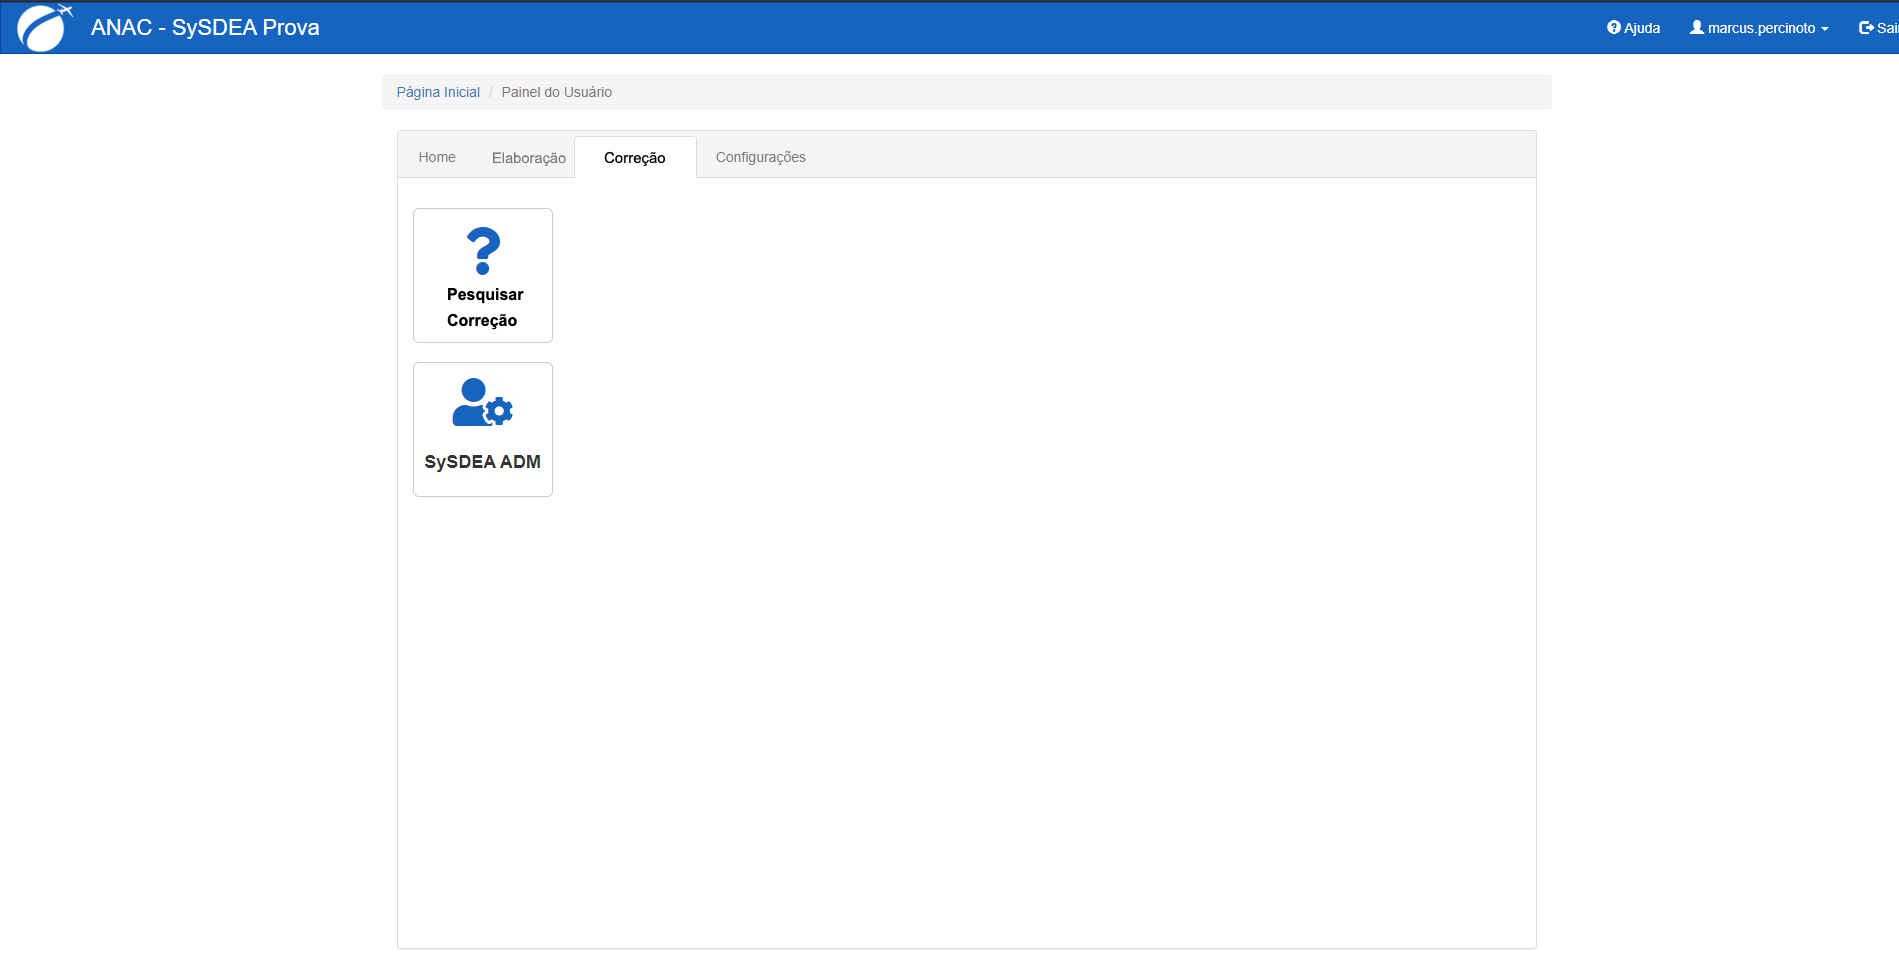 ANAC - SySDEA Prova
Ajuda
marcus.percinoto
Sai
Página Inicial / Painel do Usuário
Home
Elaboração
Correção
Configurações
Pesquisar
Correção
SySDEA ADM